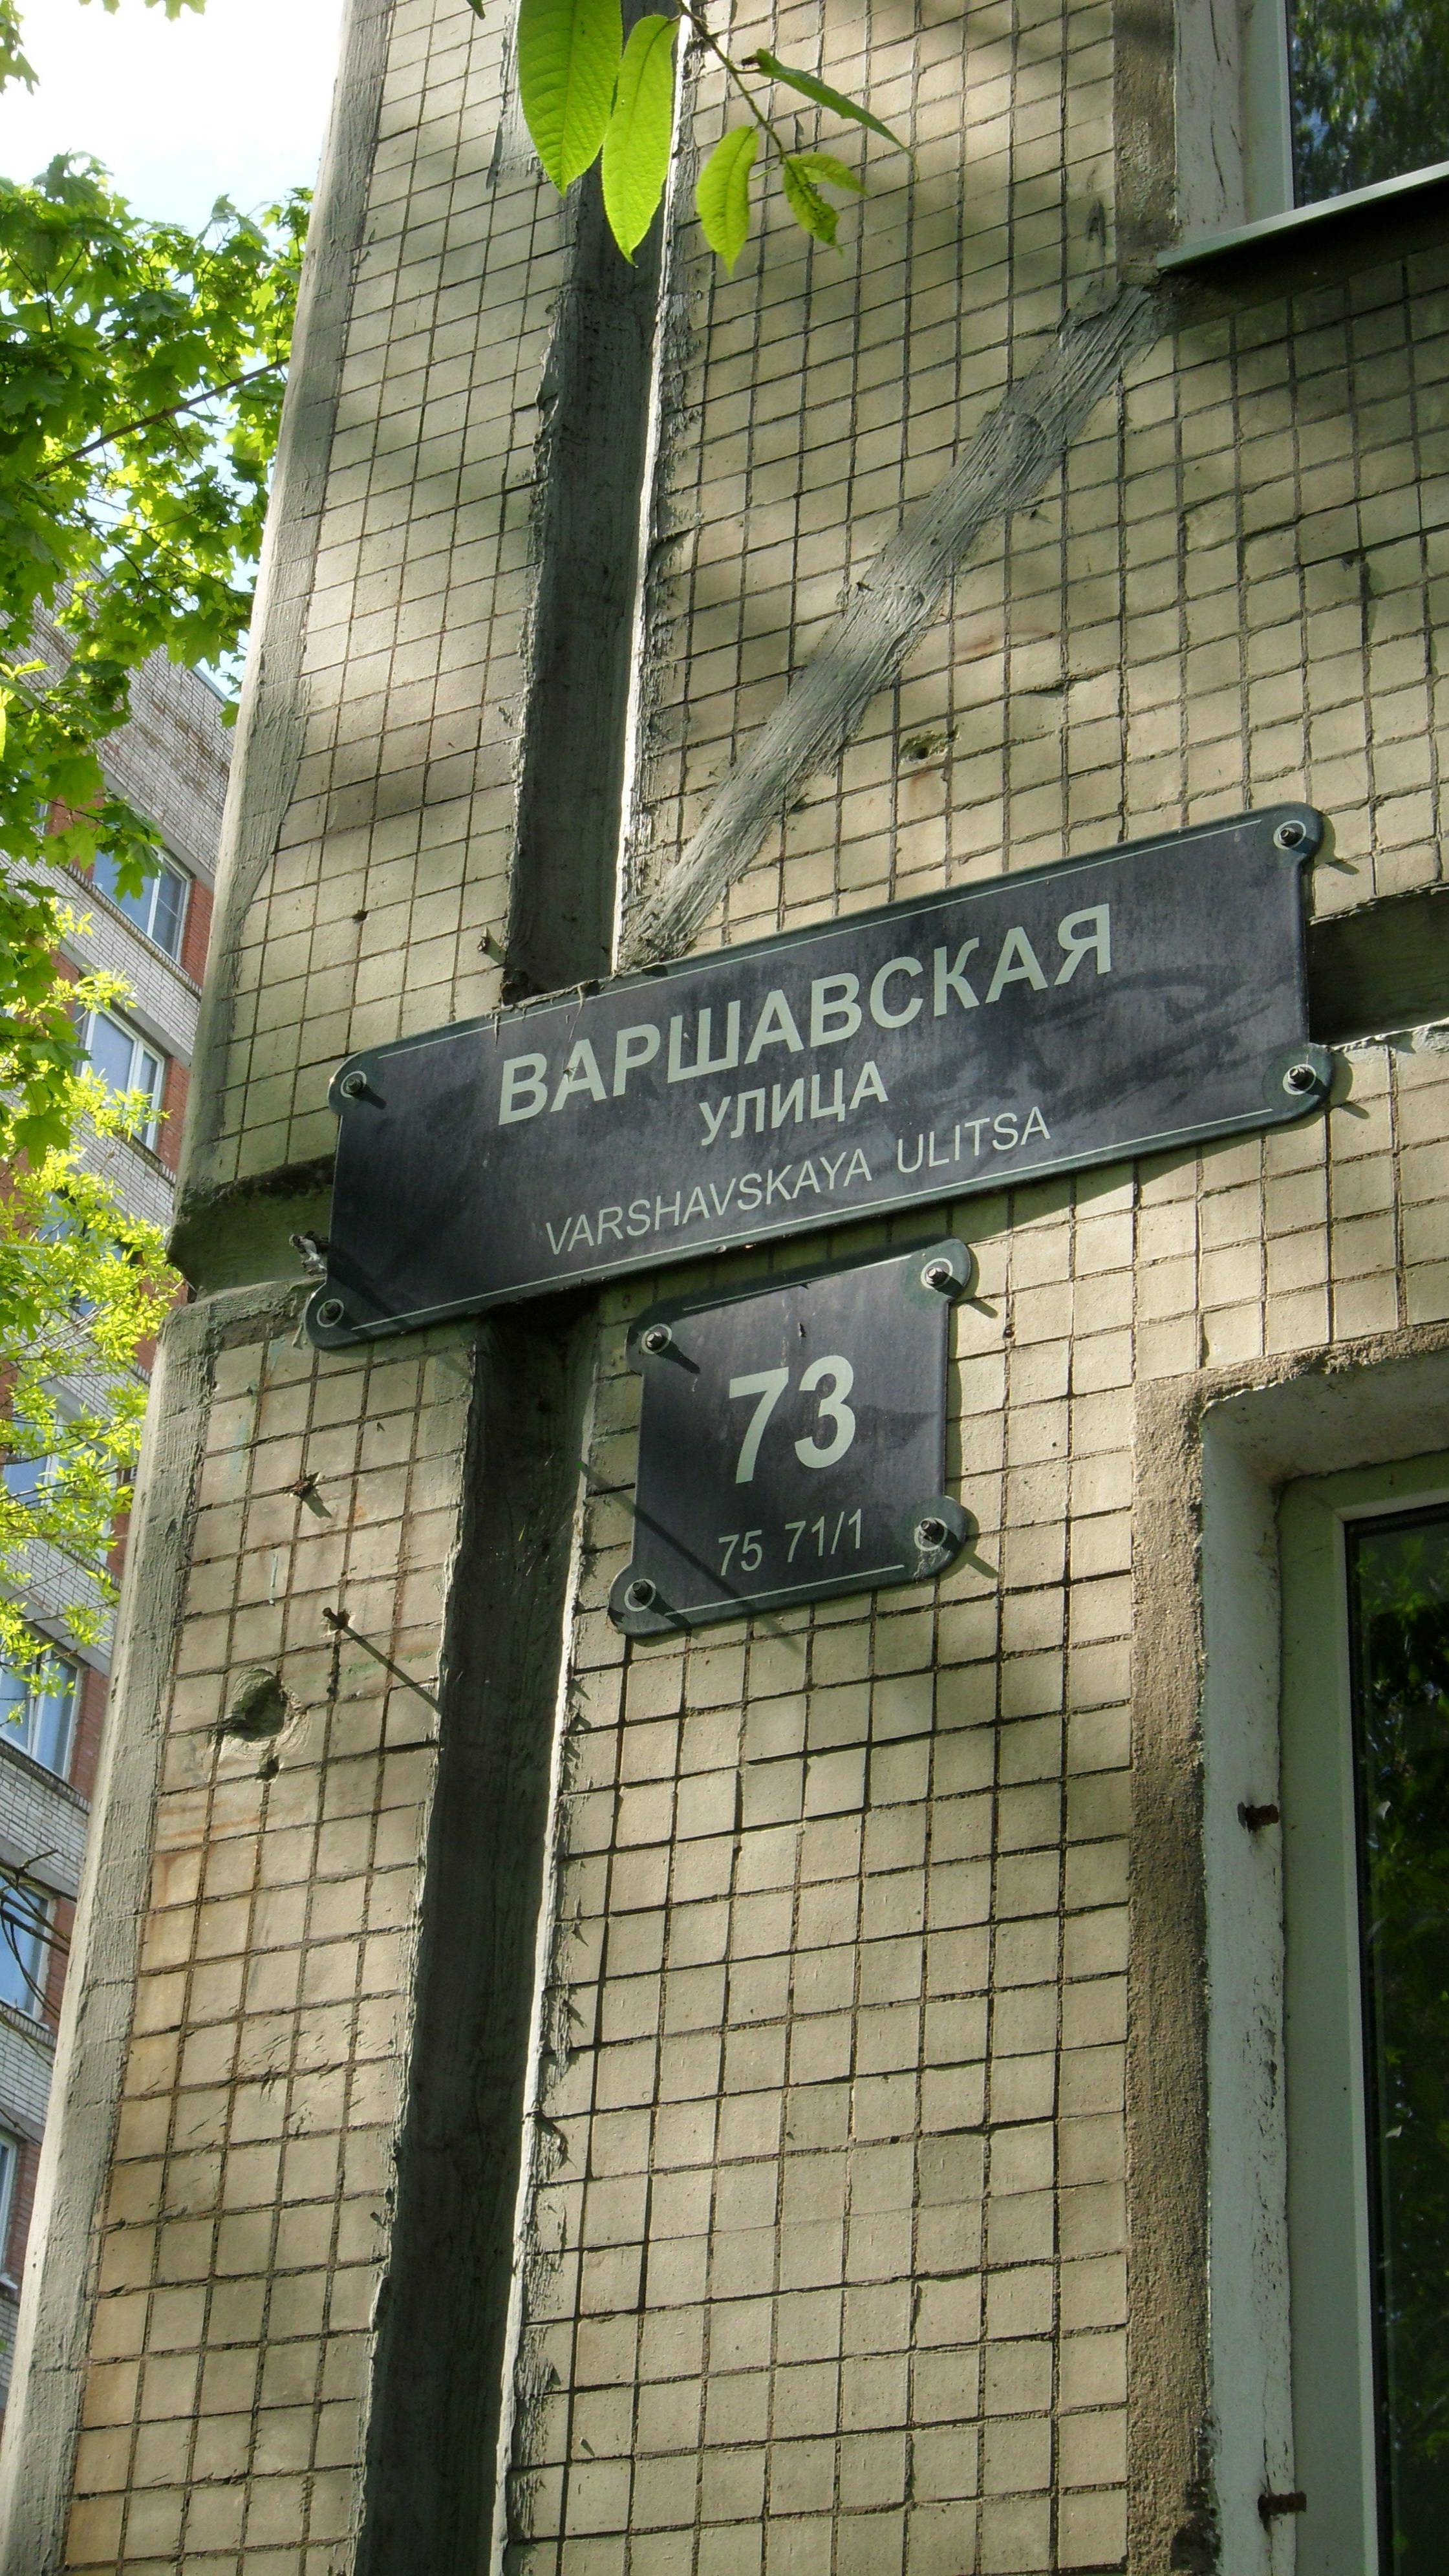 ВАРШАВСКАЯ
УЛИЦА
VARSHAVSKAYA ULITSA
73
75 71/1